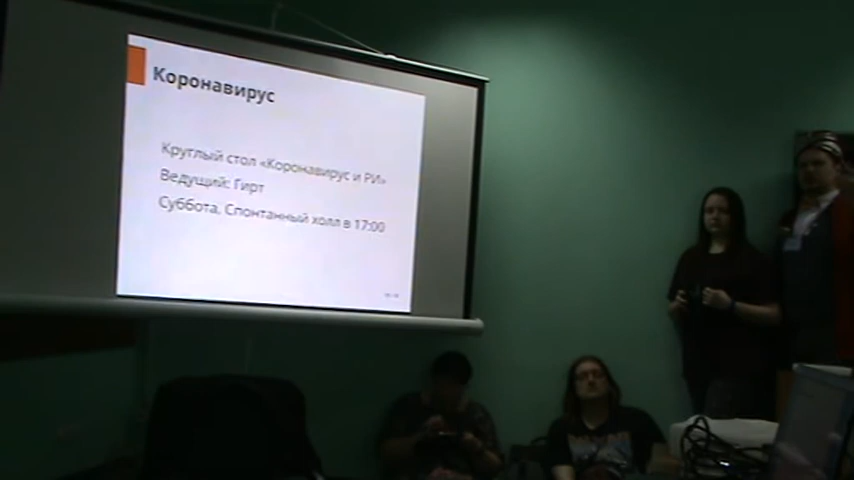 Коронавирус
Круглый стол «Коронавирус и РИ»
Ведущий: Гирт
Суббота, Спонтанный холл в 17:00